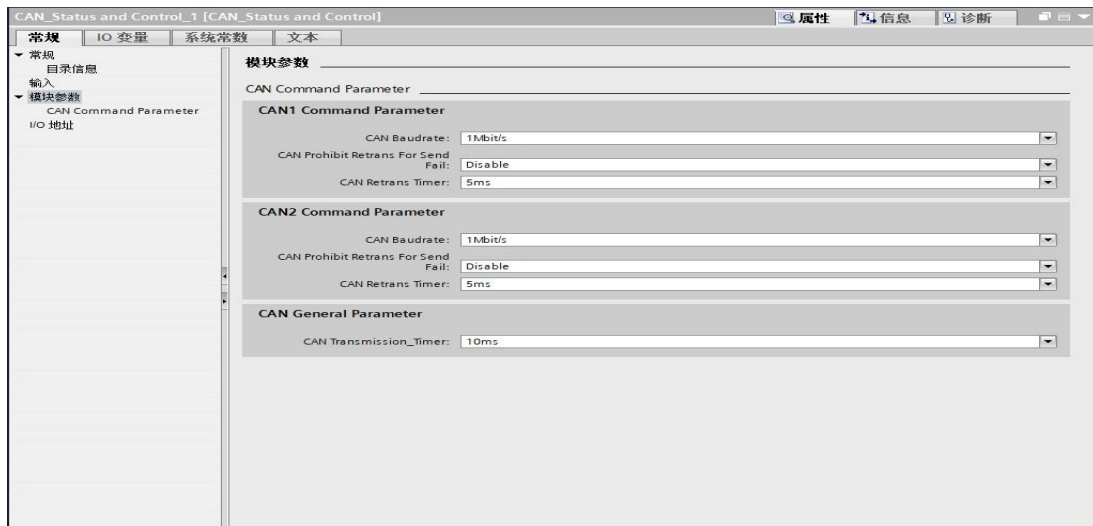 CAN_Status and Control_1 [CAN_Status and Control]
属性
信息
诊断
常规
IO 变量
系统常数
文本
常规
目录信息
输入
模块参数
CAN Command Parameter
I/O 地址
模块参数
CAN Command Parameter
CAN1 Command Parameter
CAN Baudrate: 1Mbit/s
CAN Prohibit Retrans For Send
Fail: Disable
CAN Retrans Timer: 5ms
CAN2 Command Parameter
CAN Baudrate: 1Mbit/s
CAN Prohibit Retrans For Send
Fail: Disable
CAN Retrans Timer: 5ms
CAN General Parameter
CAN Transmission_Timer: 10ms